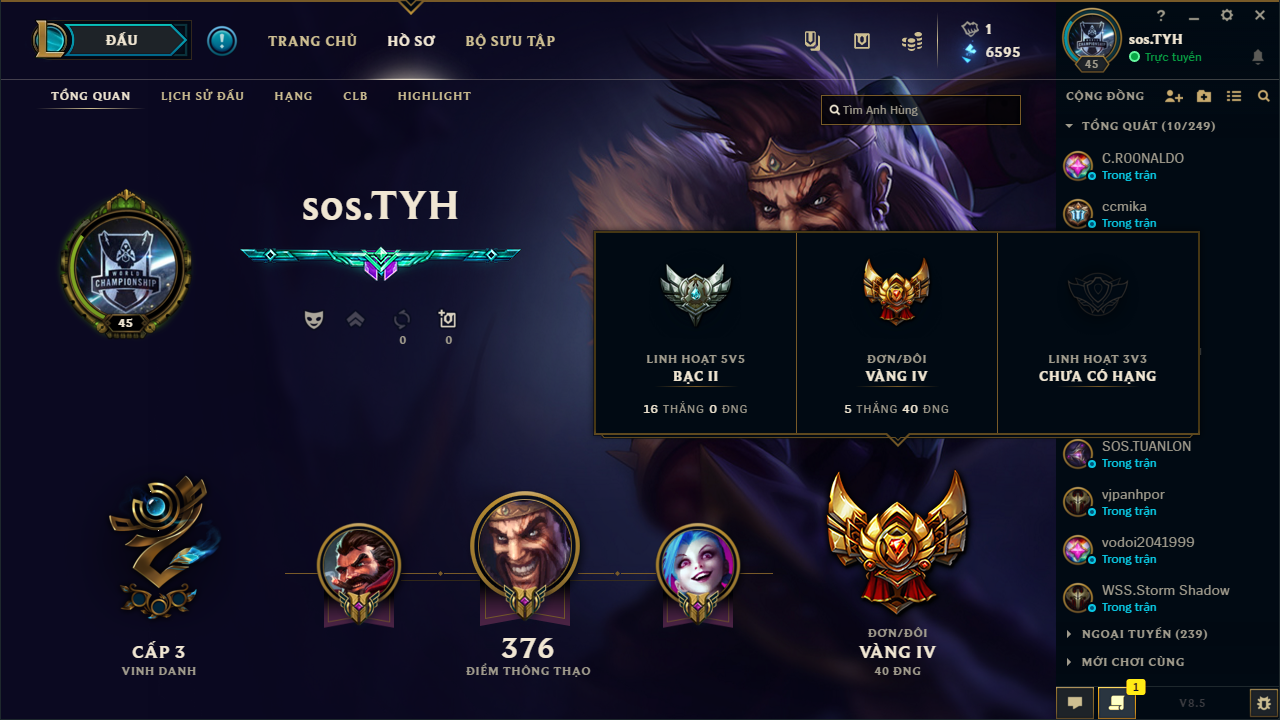 ĐẤU
!
TRANG CHỦ
HỒ SƠ
BỘ SƯU TẬP
1
6595
?
sos.TYH
Trực tuyến
45
TỔNG QUAN
LỊCH SỬ ĐẤU
HẠNG
CLB
HIGHLIGHT
Tìm Anh Hùng
CỘNG ĐỒNG
TỔNG QUÁT (10/249)
C.R00NALDO
Trong trận
ccmika
Trong trận
sos.TYH
WORLD
CHAMPIONSHIP
45
0
0
LINH HOẠT 5V5
BẠC II
16 THẮNG 0 ĐNG
ĐƠN/ĐÔI
VÀNG IV
5 THẮNG 40 ĐNG
LINH HOẠT 3V3
CHƯA CÓ HẠNG
SOS.TUANLON
Trong trận
vjpanhpor
Trong trận
vodoi2041999
Trong trận
WSS.Storm Shadow
Trong trận
CẤP 3
VINH DANH
376
ĐIỂM THÔNG THẠO
ĐƠN/ĐÔI
VÀNG IV
40 ĐNG
NGOẠI TUYẾN (239)
MỚI CHƠI CÙNG
1
V8.5